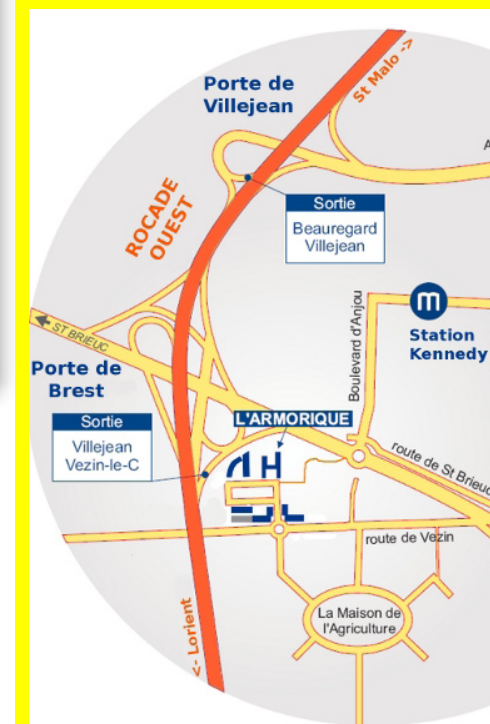 St Malo ->
Porte de
Villejean
A
Sortie
Beauregard
Villejean
ROCADE
OUEST
m
Station
Kennedy
Boulevard d'Anjou
ST BRIEUC
Porte de
Brest
Sortie
Villejean
Vezin-le-C
L'ARMORIQUE
H
route de St Brieuc
route de Vezin
La Maison de
l'Agriculture
<- Lorient